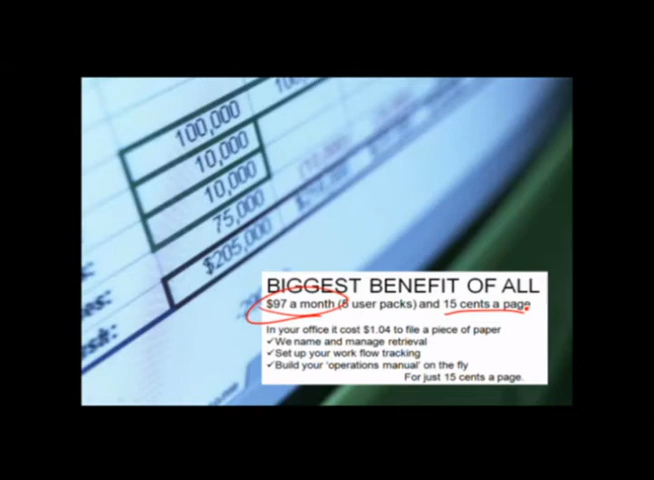 100,000
10,000
10,000
75,000
$205,000
BIGGEST BENEFIT OF ALL
$97 a month (8 user packs) and 15 cents a page
In your office it cost $1.04 to file a piece of paper
✓We name and manage retrieval
✓Set up your work flow tracking
✓Build your 'operations manual' on the fly
For just 15 cents a page.